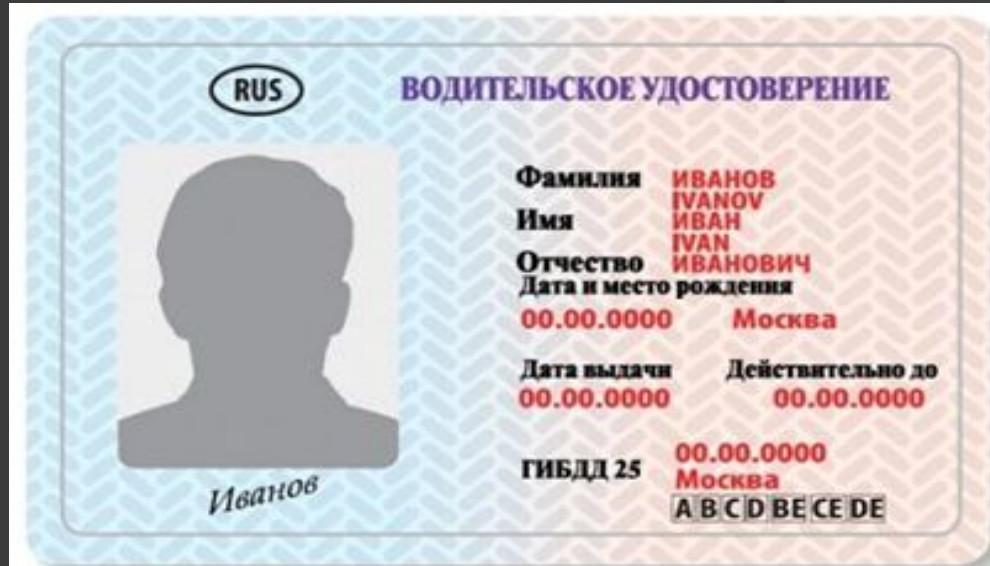 RUS ВОДИТЕЛЬСКОЕ УДОСТОВЕРЕНИЕ
Фамилия ИВАНОВ
IVANOV
Имя ИВАН
IVAN
Отчество ИВАНОВИЧ
Дата и место рождения
00.00.0000 Москва
Дата выдачи Действительно до
00.00.0000 00.00.0000
00.00.0000
ГИБДД 25 Москва
A B C D BE CE DE
Иванов